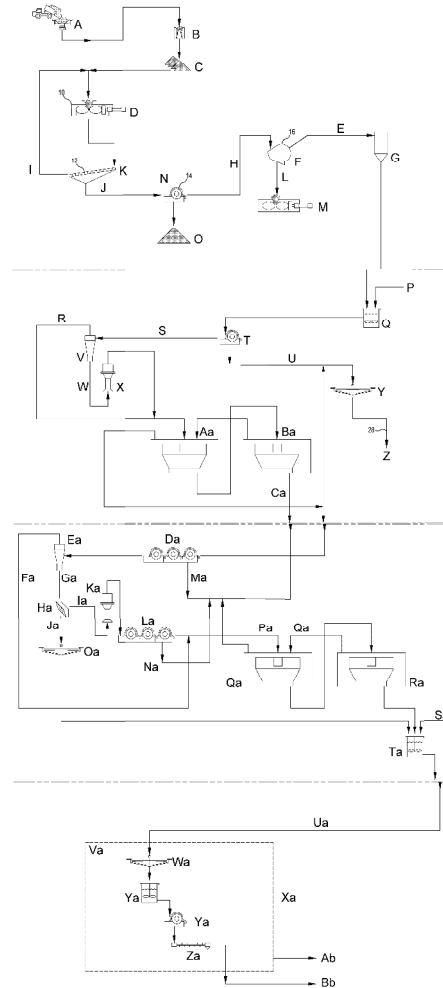 A
B
C
10
D
12
I
K
J
N
14
H
16
E
F
L
G
M
O
P
Q
R
S
T
V
U
W
X
Y
28
Z
Aa
Ba
Ca
Da
Ea
Fa
Ga
Ka
Ma
Ha
Ia
La
Ja
Oa
Na
Pa
Qa
Qa
Ra
S
Ta
Ua
Va
Wa
Ya
Xa
Ya
Za
Ab
Bb